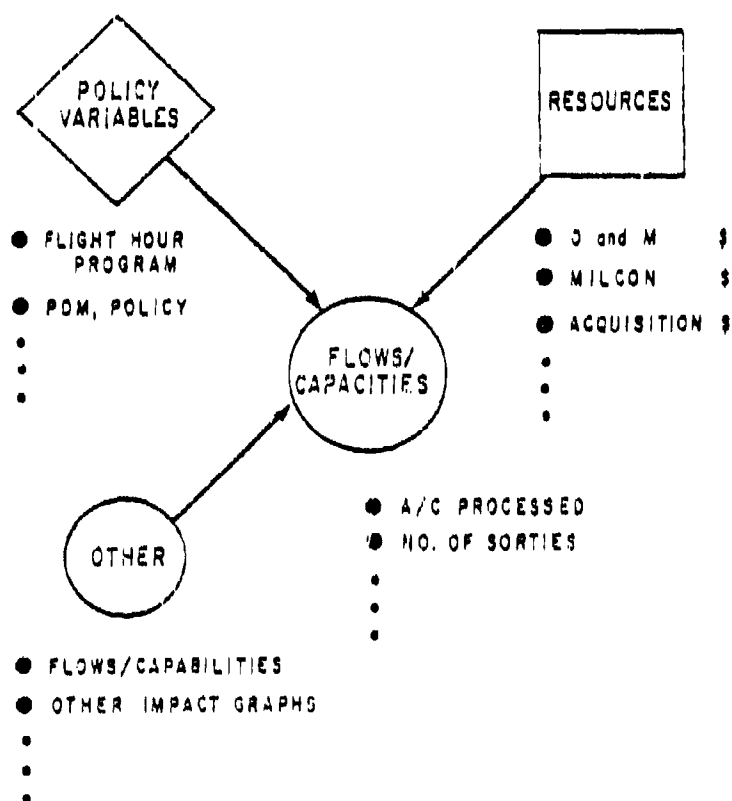 POLICY
VARIABLES
RESOURCES
● FLIGHT HOUR
PROGRAM
● PDM, POLICY
● O and M $
● MILCON $
● ACQUISITION $
FLOWS/
CAPACITIES
● A/C PROCESSED
● NO. OF SORTIES
OTHER
● FLOWS/CAPABILITIES
● OTHER IMPACT GRAPHS